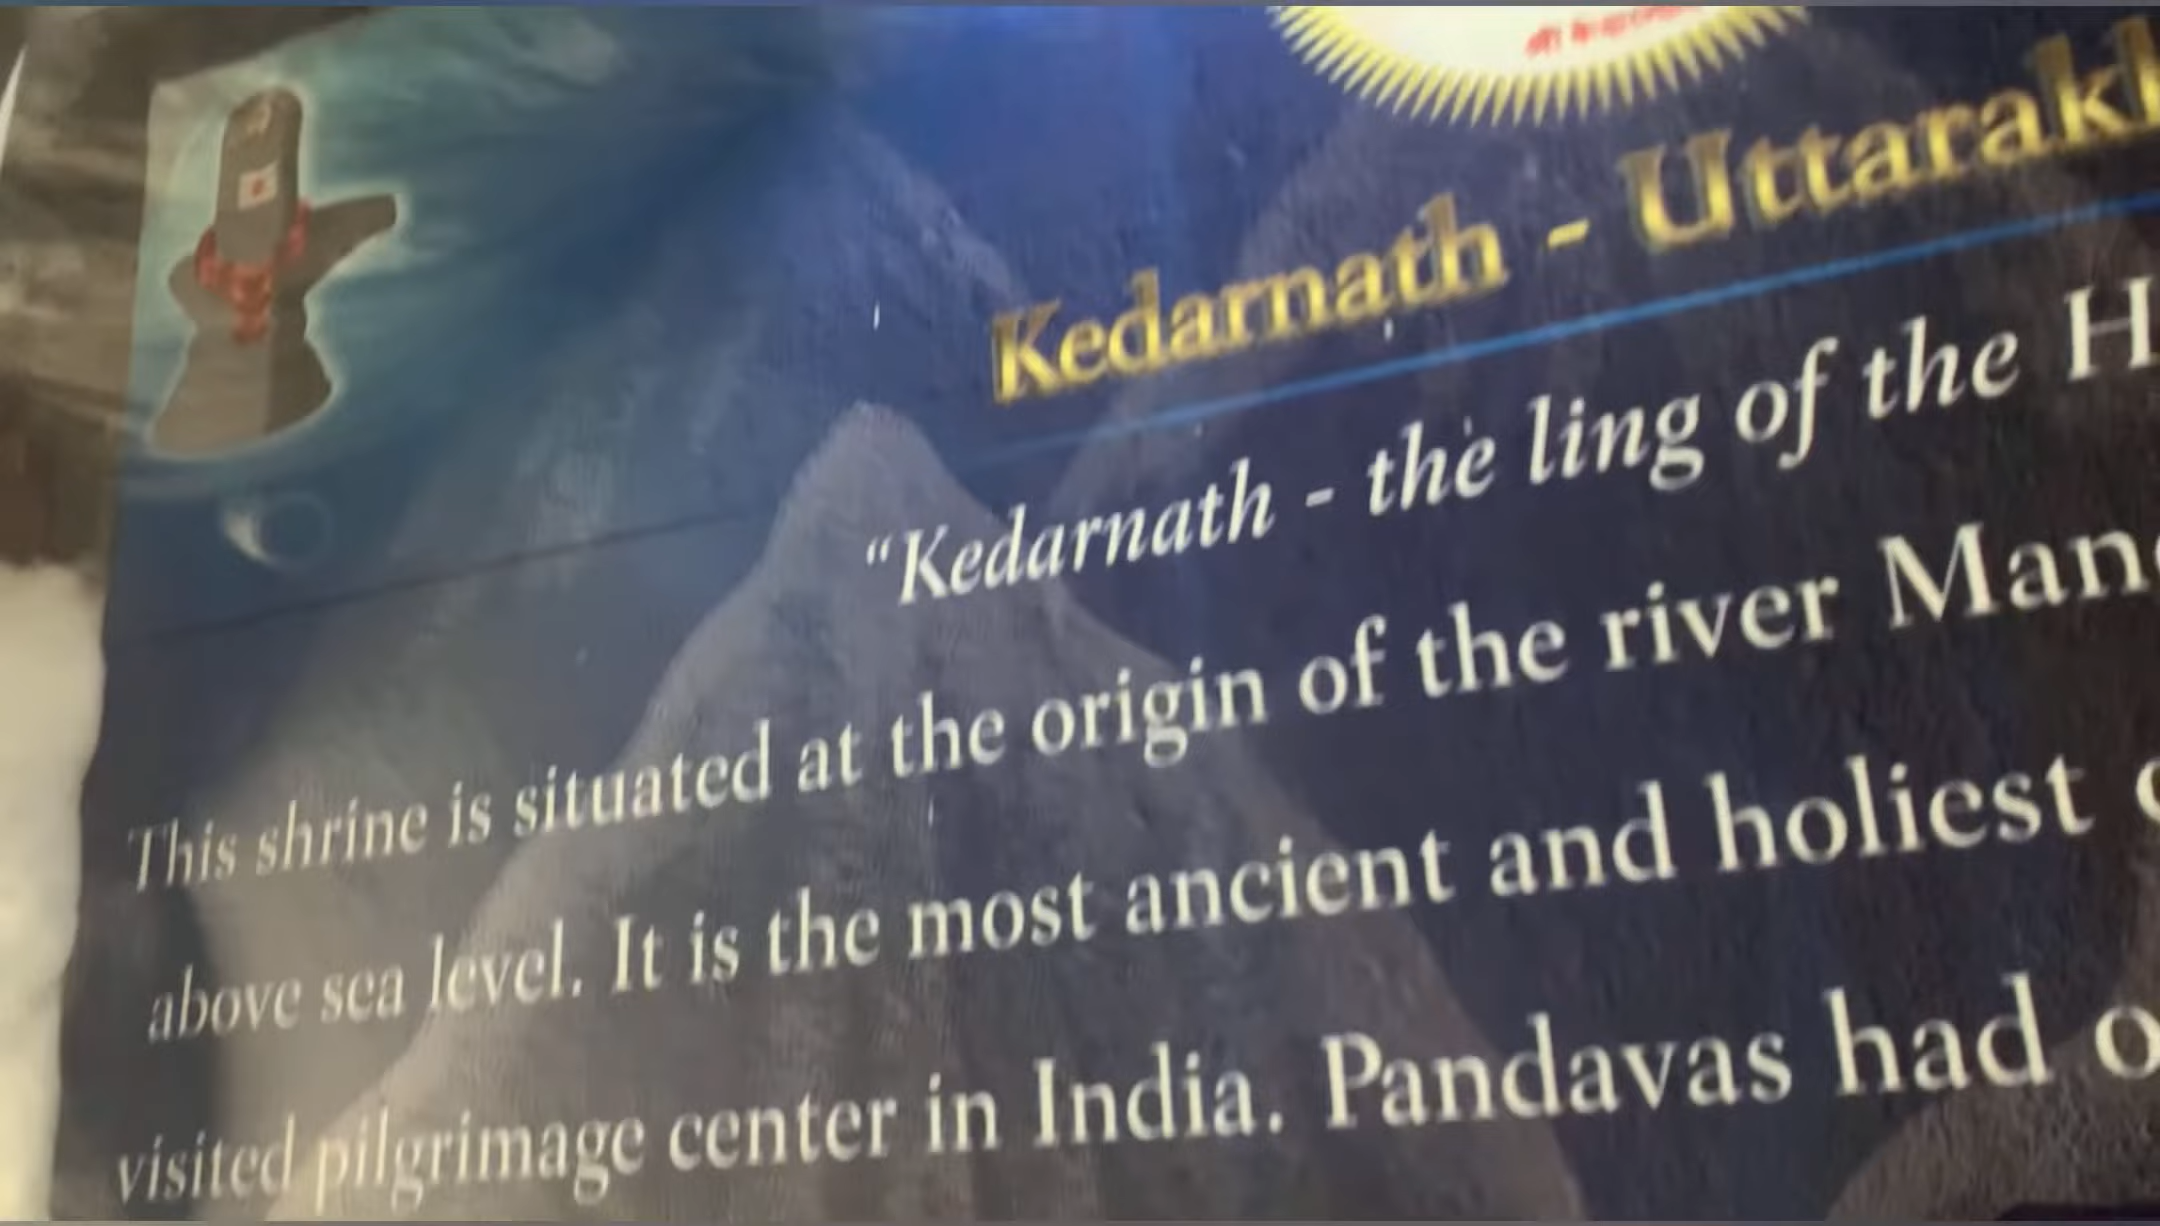 Kedarnath - Uttarak
“Kedarnath - the ling of the H
This shrine is situated at the origin of the river Man
above sea level. It is the most ancient and holiest
visited pilgrimage center in India. Pandavas had o